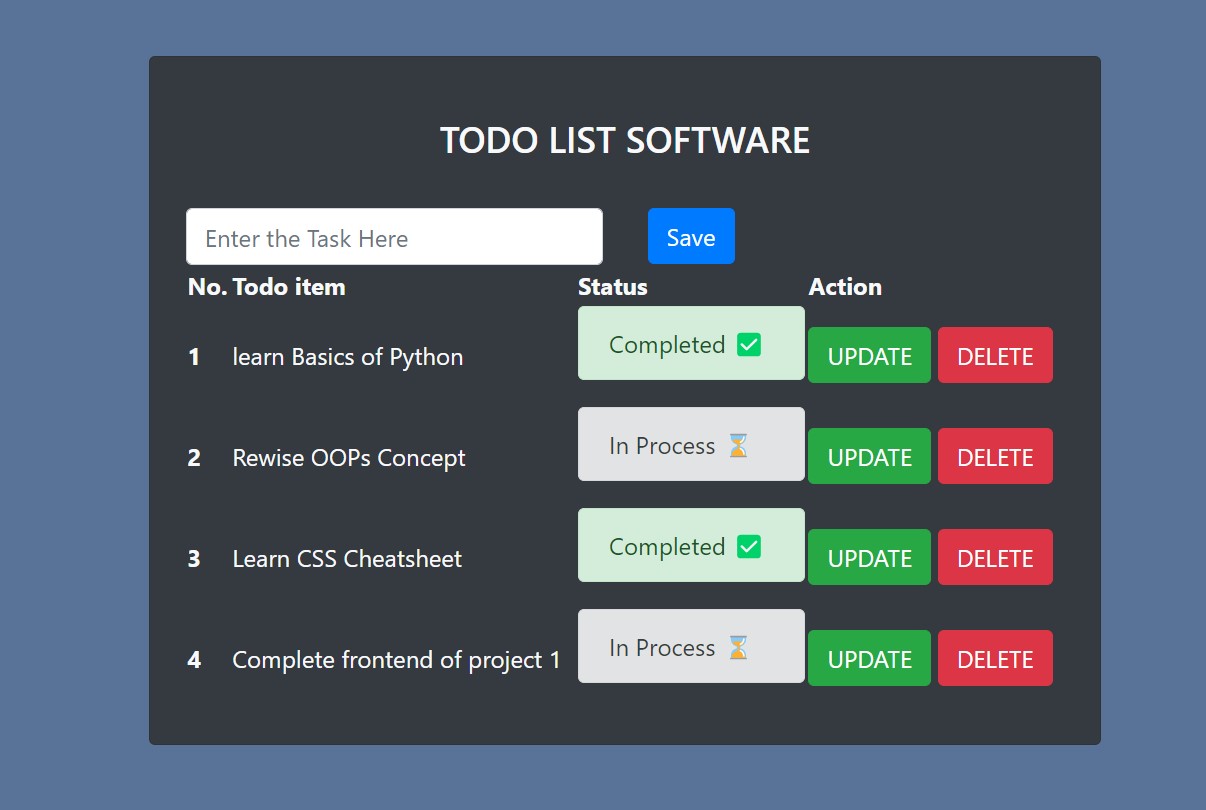 TODO LIST SOFTWARE
Enter the Task Here Save
No. Todo item Status Action
1 learn Basics of Python Completed ✅ UPDATE DELETE
2 Rewise OOPs Concept In Process ⌛ UPDATE DELETE
3 Learn CSS Cheatsheet Completed ✅ UPDATE DELETE
4 Complete frontend of project 1 In Process ⌛ UPDATE DELETE